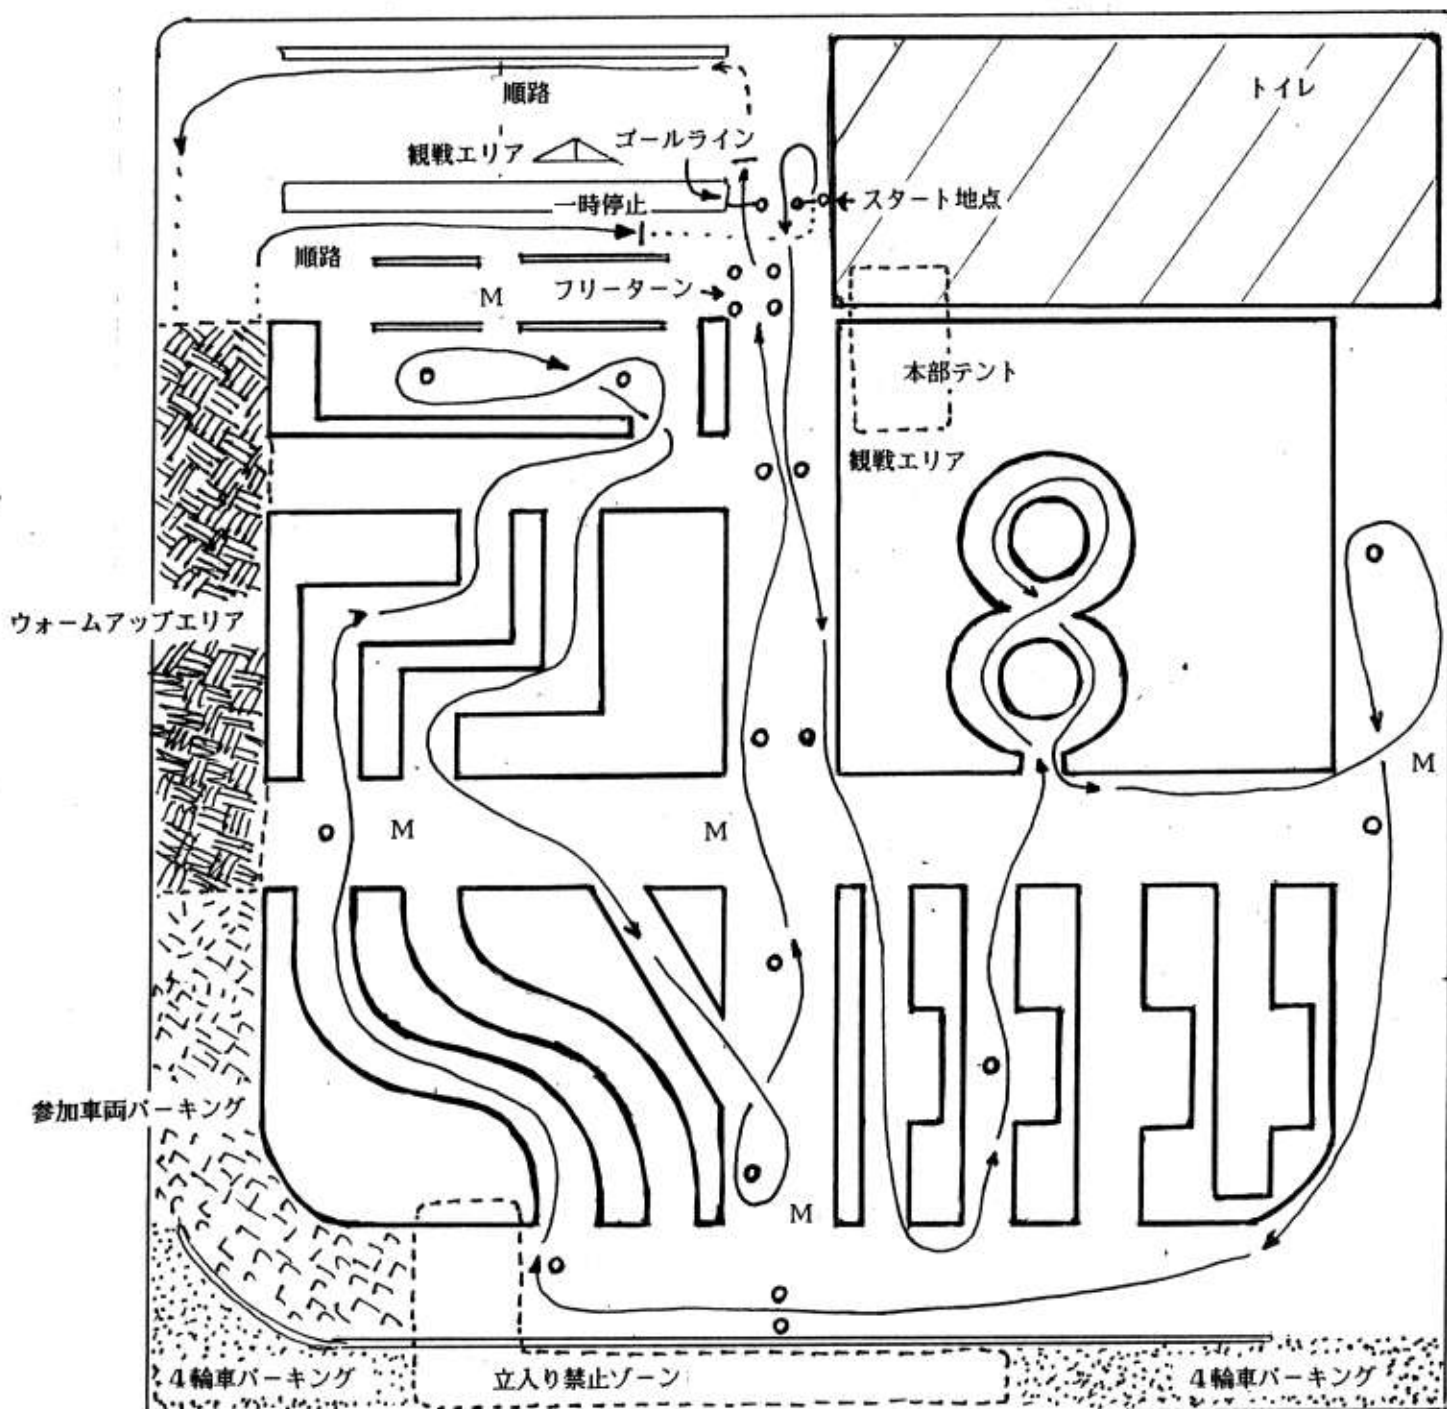 トイレ
順路
ゴールライン
観戦エリア
一時停止
スタート地点
順路
M
フリーターン
本部テント
観戦エリア
ウォームアップエリア
M
M
M
参加車両パーキング
M
4輪車パーキング
立入り禁止ゾーン
4輪車パーキング